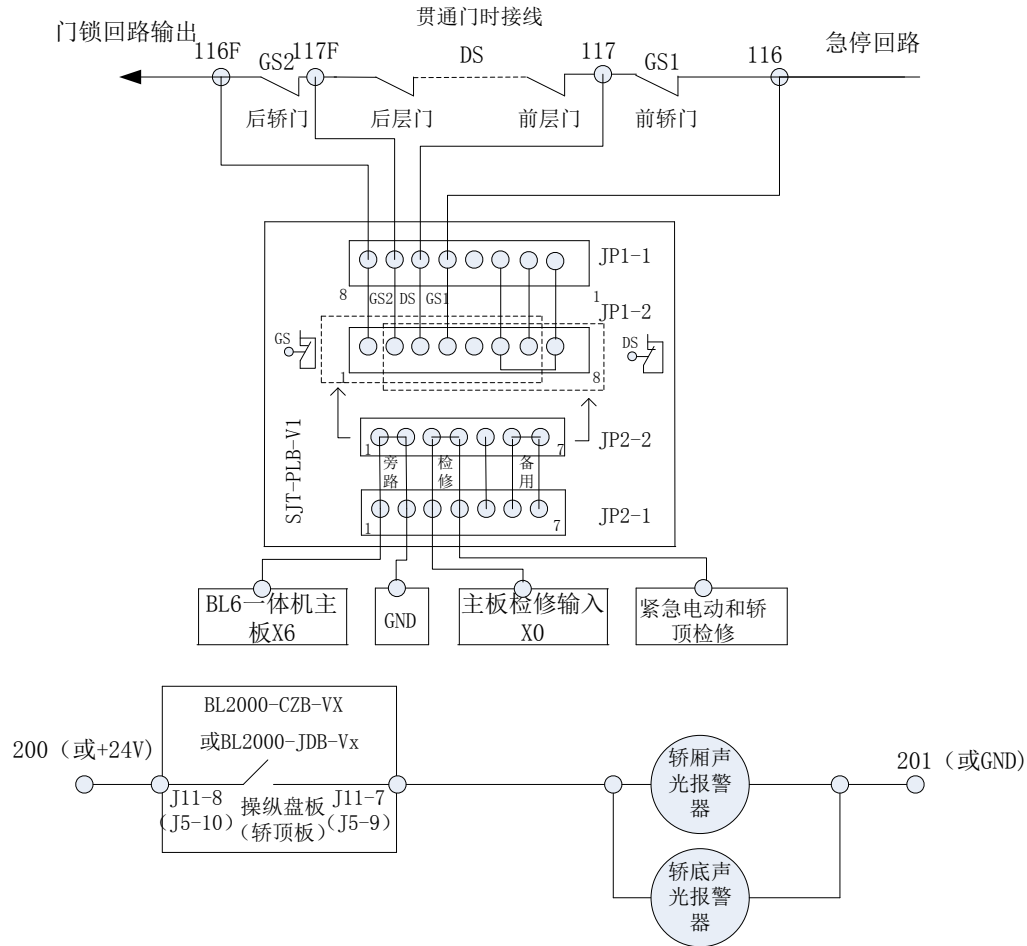 贯通门时接线
门锁回路输出
116F
GS2
117F
DS
117
GS1
116
急停回路
后轿门
后层门
前层门
前轿门
JP1-1
8
GS2
DS
GS1
1
JP1-2
GS
DS
1
8
SJT-PLB-V1
JP2-2
1
7
旁路
检修
备用
JP2-1
1
7
BL6一体机主
板X6
GND
主板检修输入
X0
紧急电动和轿
顶检修
BL2000-CZB-VX
或BL2000-JDB-Vx
200（或+24V)
J11-8
(J5-10)
操纵盘板
(轿顶板)
J11-7
(J5-9)
轿厢声
光报警
器
201（或GND)
轿底声
光报警
器